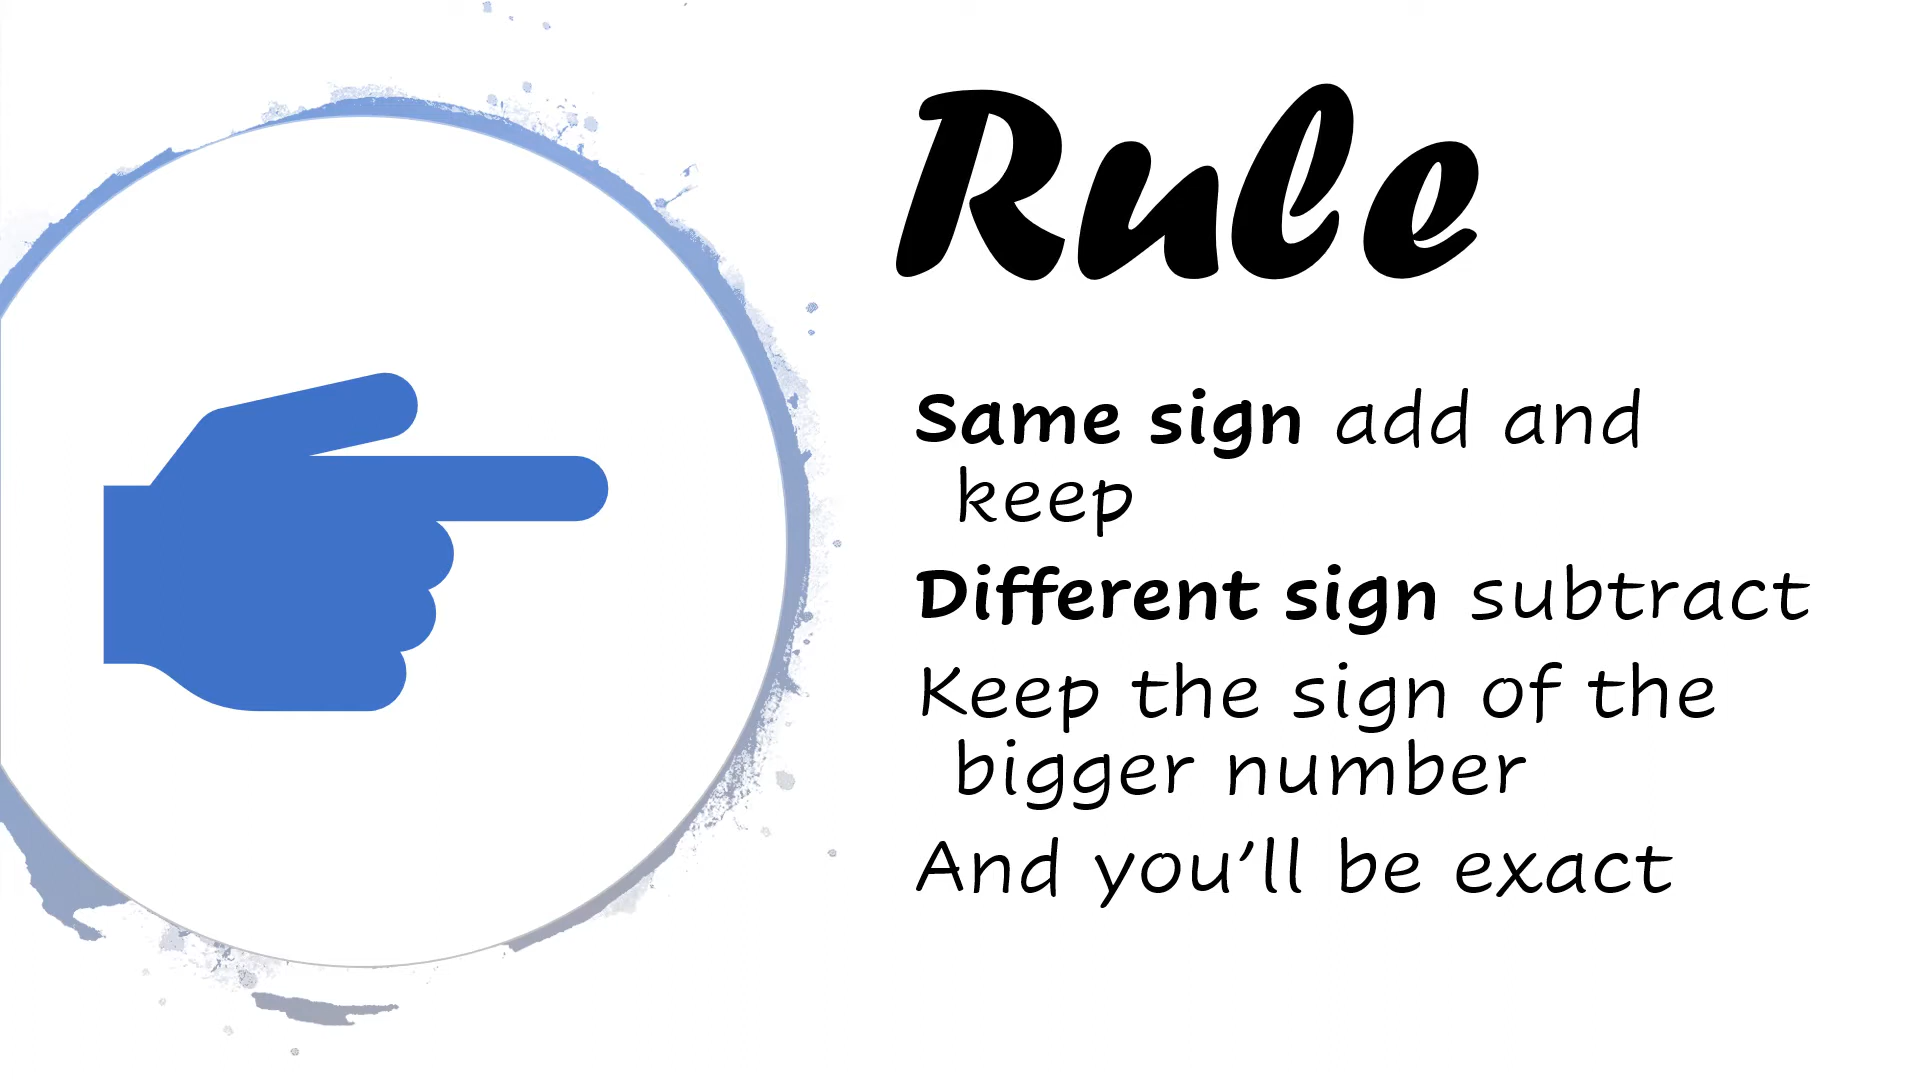 Rule
Same sign add and
keep
Different sign subtract
Keep the sign of the
bigger number
And you’ll be exact